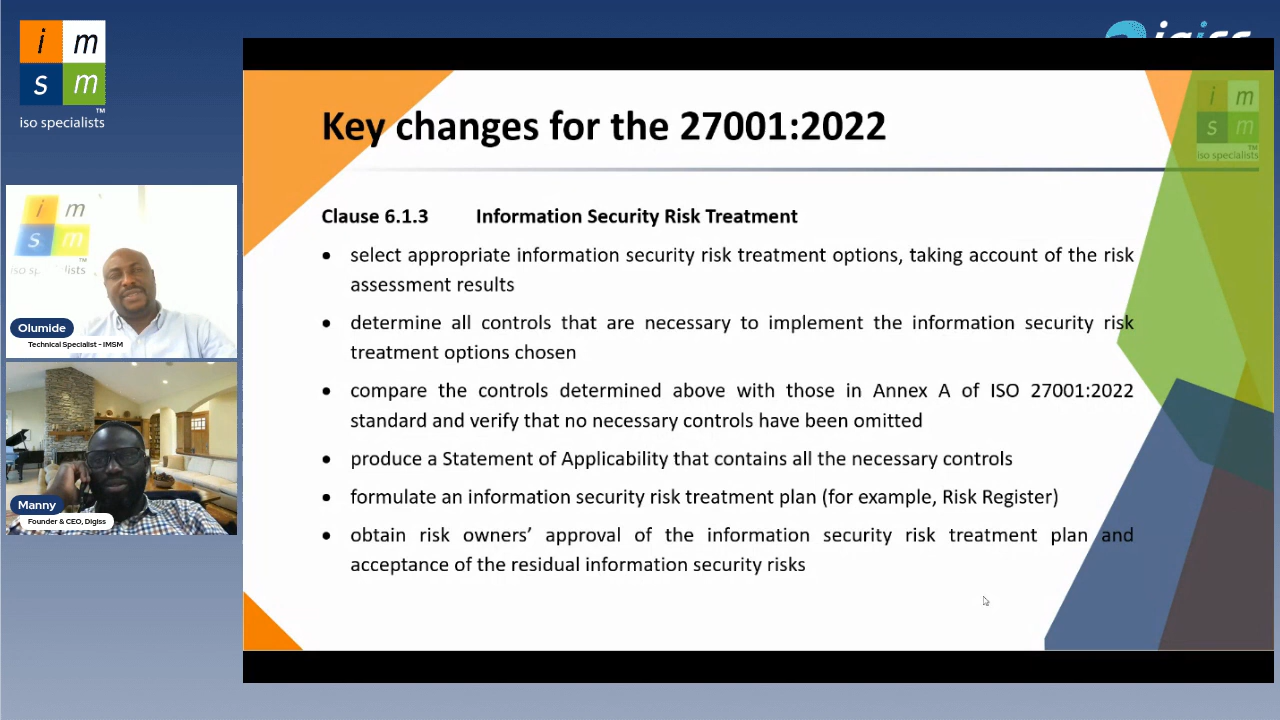 i m
s m
TM
iso specialists
igiss
i m
s m
TM
iso specialists
Key changes for the 27001:2022
Clause 6.1.3 Information Security Risk Treatment
• select appropriate information security risk treatment options, taking account of the risk
assessment results
• determine all controls that are necessary to implement the information security risk
treatment options chosen
• compare the controls determined above with those in Annex A of ISO 27001:2022
standard and verify that no necessary controls have been omitted
• produce a Statement of Applicability that contains all the necessary controls
• formulate an information security risk treatment plan (for example, Risk Register)
• obtain risk owners’ approval of the information security risk treatment plan and
acceptance of the residual information security risks
i m
s m
TM
iso specialists
Olumide
Technical Specialist - IMSM
Manny
Founder & CEO, Digiss